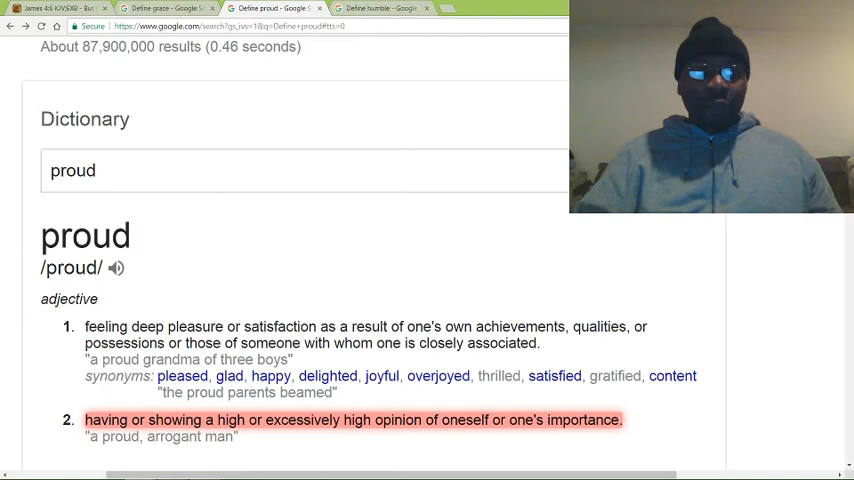 James 4:6 KJV;EXB - But
Define grace - Google S
Define proud - Google S
Define humble - Google
Secure
https://www.google.com/search?gs_ivs=1&q=Define+proud#tts=0
About 87,900,000 results (0.46 seconds)
Dictionary
proud
proud
/proud/
adjective
1. feeling deep pleasure or satisfaction as a result of one's own achievements, qualities, or
possessions or those of someone with whom one is closely associated.
"a proud grandma of three boys"
synonyms: pleased, glad, happy, delighted, joyful, overjoyed, thrilled, satisfied, gratified, content
"the proud parents beamed"
2. having or showing a high or excessively high opinion of oneself or one's importance.
"a proud, arrogant man"